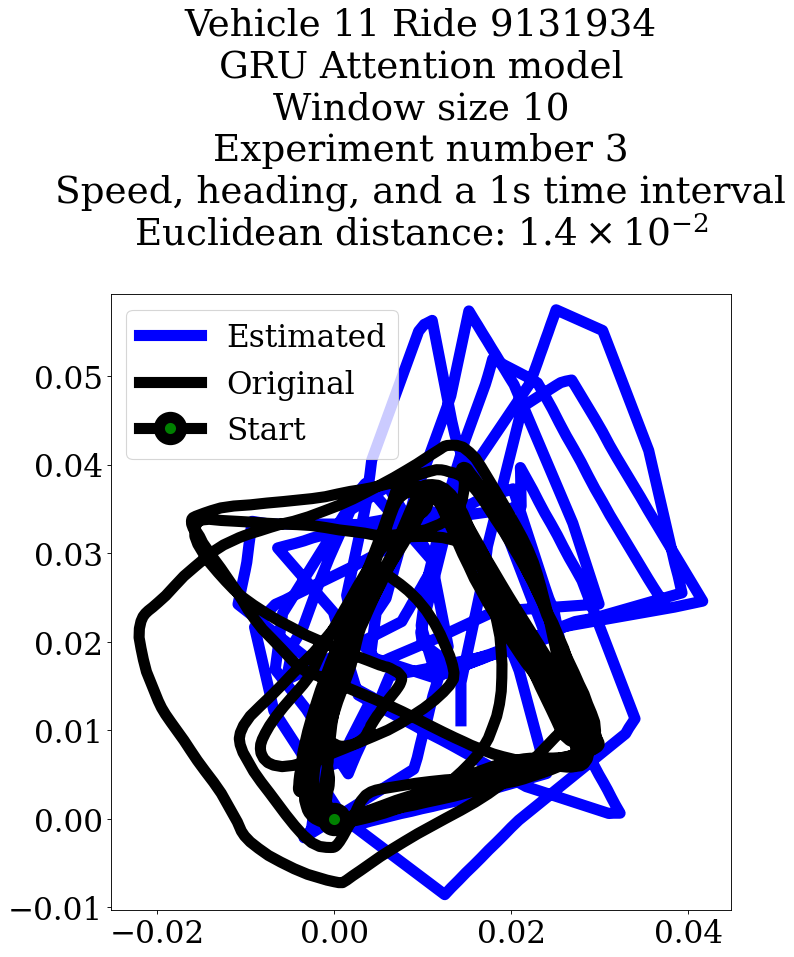 Vehicle 11 Ride 9131934
GRU Attention model
Window size 10
Experiment number 3
Speed, heading, and a 1s time interval
Euclidean distance: 1.4 × 10⁻²
Estimated
Original
Start
0.05
0.04
0.03
0.02
0.01
0.00
−0.01
−0.02 0.00 0.02 0.04